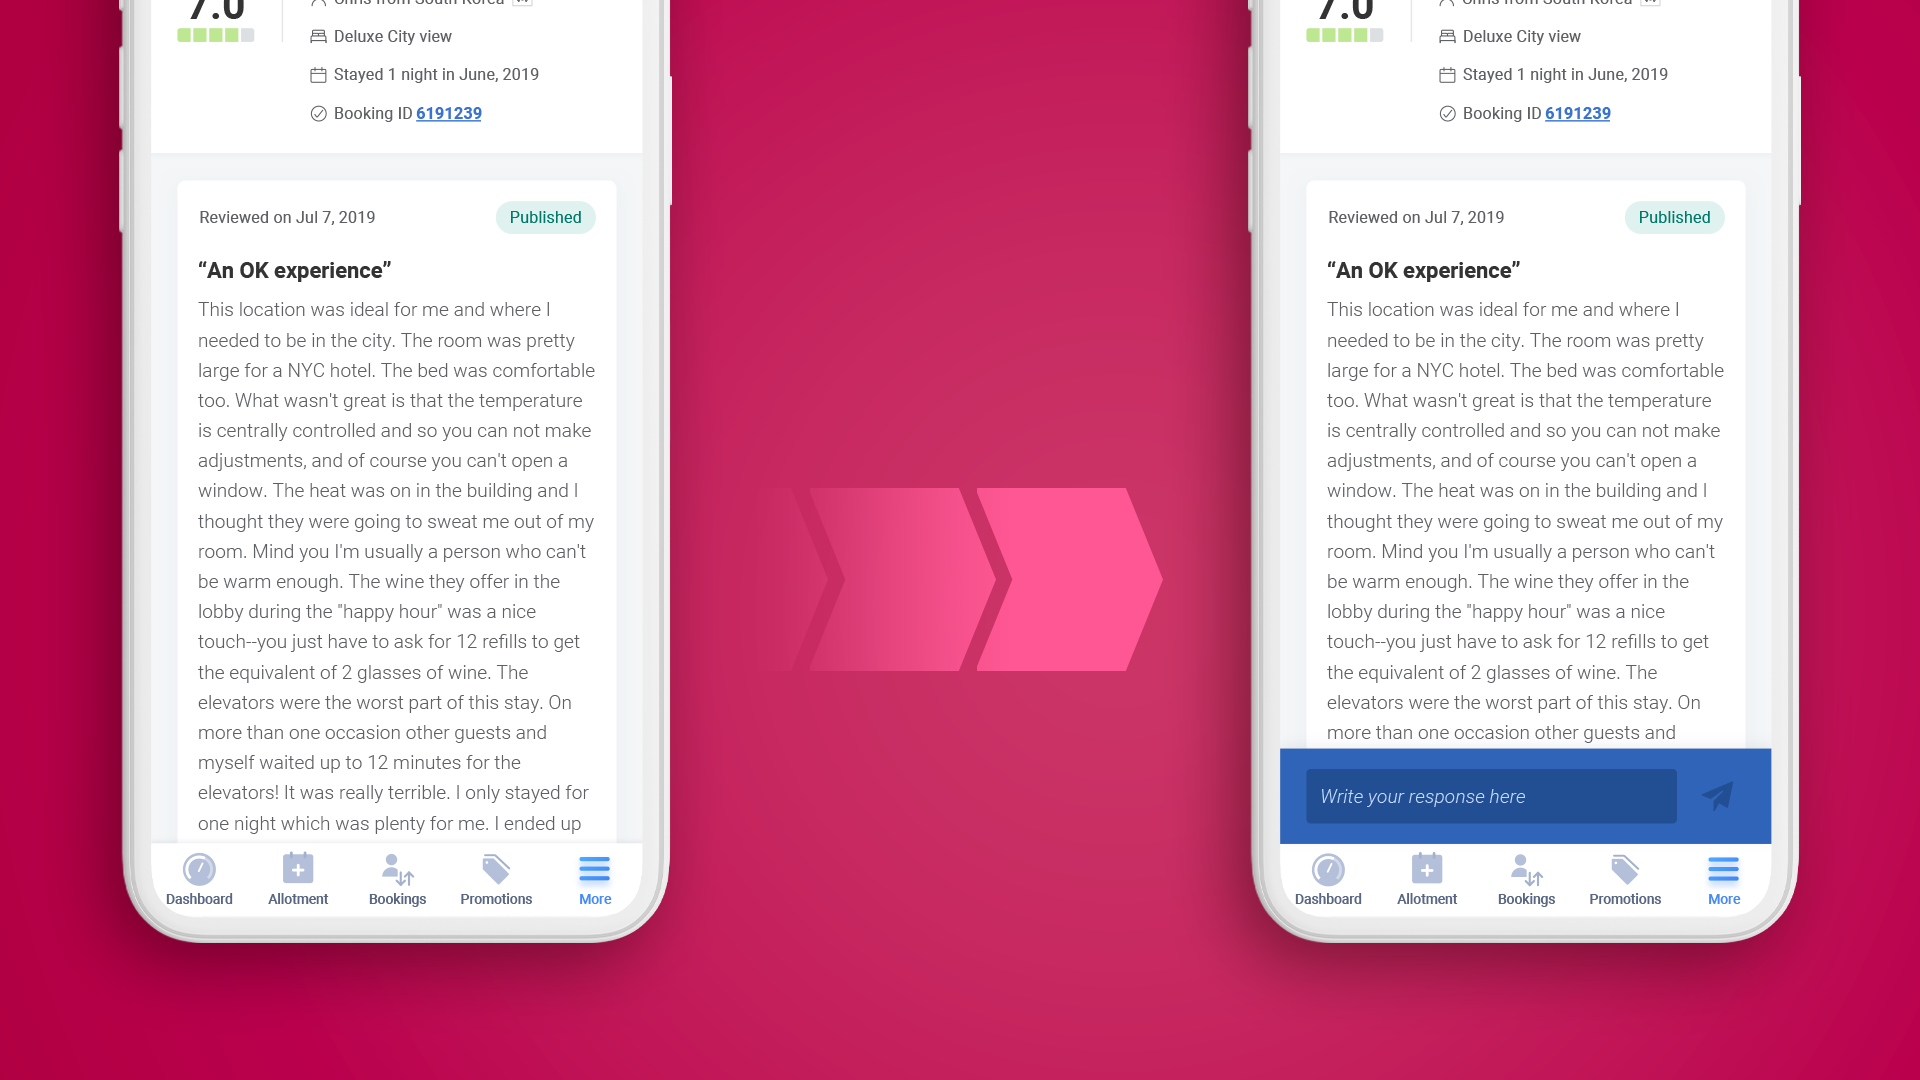 7.0
Chris from South Korea
Deluxe City view
Stayed 1 night in June, 2019
Booking ID 6191239
Reviewed on Jul 7, 2019
Published
“An OK experience”
This location was ideal for me and where I
needed to be in the city. The room was pretty
large for a NYC hotel. The bed was comfortable
too. What wasn't great is that the temperature
is centrally controlled and so you can not make
adjustments, and of course you can't open a
window. The heat was on in the building and I
thought they were going to sweat me out of my
room. Mind you I'm usually a person who can't
be warm enough. The wine they offer in the
lobby during the "happy hour" was a nice
touch--you just have to ask for 12 refills to get
the equivalent of 2 glasses of wine. The
elevators were the worst part of this stay. On
more than one occasion other guests and
myself waited up to 12 minutes for the
elevators! It was really terrible. I only stayed for
one night which was plenty for me. I ended up
Dashboard
Allotment
Bookings
Promotions
More
7.0
Chris from South Korea
Deluxe City view
Stayed 1 night in June, 2019
Booking ID 6191239
Reviewed on Jul 7, 2019
Published
“An OK experience”
This location was ideal for me and where I
needed to be in the city. The room was pretty
large for a NYC hotel. The bed was comfortable
too. What wasn't great is that the temperature
is centrally controlled and so you can not make
adjustments, and of course you can't open a
window. The heat was on in the building and I
thought they were going to sweat me out of my
room. Mind you I'm usually a person who can't
be warm enough. The wine they offer in the
lobby during the "happy hour" was a nice
touch--you just have to ask for 12 refills to get
the equivalent of 2 glasses of wine. The
elevators were the worst part of this stay. On
more than one occasion other guests and
Write your response here
Dashboard
Allotment
Bookings
Promotions
More